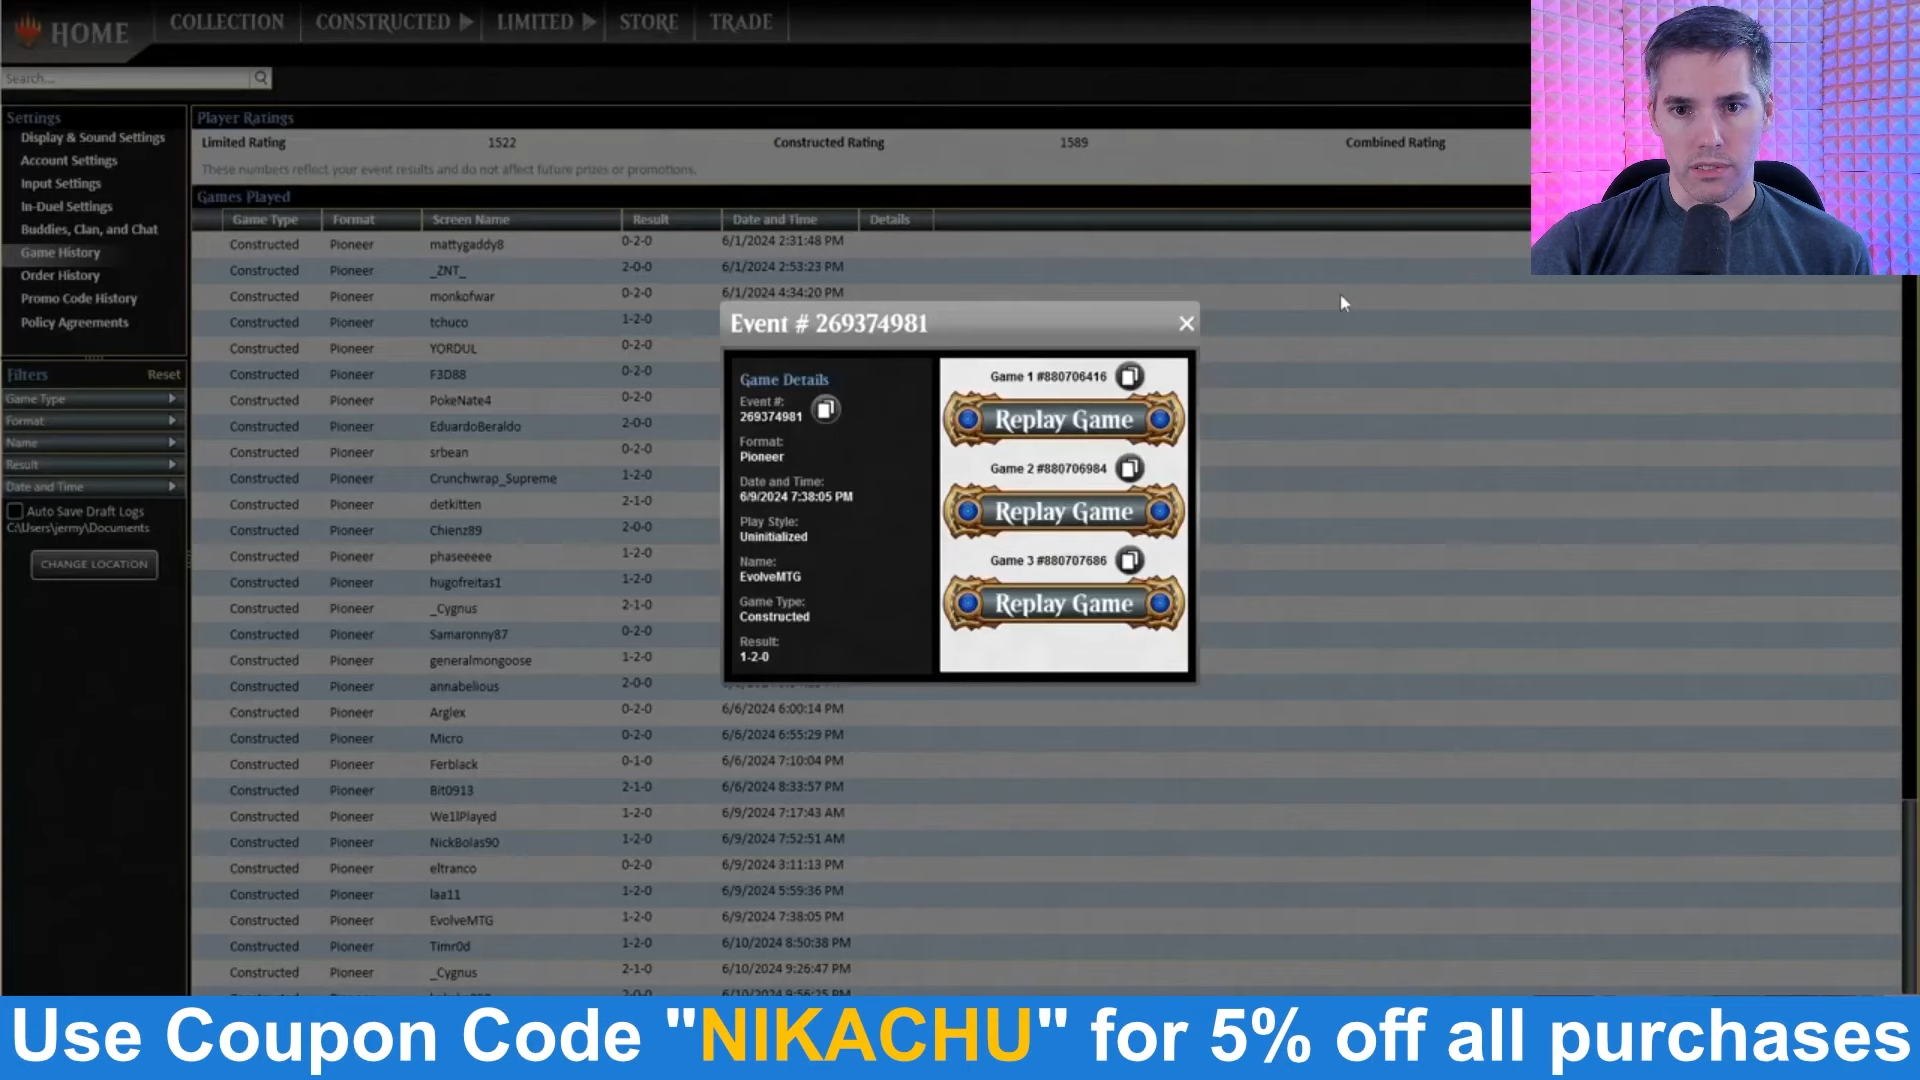 HOME
COLLECTION
CONSTRUCTED
LIMITED
STORE
TRADE
Search...
Settings
Display & Sound Settings
Account Settings
Input Settings
In-Duel Settings
Buddies, Clan, and Chat
Game History
Order History
Promo Code History
Policy Agreements
Filters Reset
Game Type
Format
Name
Result
Date and Time
Auto Save Draft Logs
C:\Users\jermy\Documents
CHANGE LOCATION
Player Ratings
Limited Rating 1522 Constructed Rating 1589 Combined Rating
These numbers reflect your event results and do not affect future prizes or promotions.
Games Played
Game Type Format Screen Name Result Date and Time Details
Constructed Pioneer mattygaddy8 0-2-0 6/1/2024 2:31:48 PM
Constructed Pioneer _ZNT_ 2-0-0 6/1/2024 2:53:23 PM
Constructed Pioneer monkofwar 0-2-0 6/1/2024 4:34:20 PM
Constructed Pioneer tchuco 1-2-0
Constructed Pioneer YORDUL 0-2-0
Constructed Pioneer F3D88 0-2-0
Constructed Pioneer PokeNate4 0-2-0
Constructed Pioneer EduardoBeraldo 2-0-0
Constructed Pioneer srbean 0-2-0
Constructed Pioneer Crunchwrap_Supreme 1-2-0
Constructed Pioneer detkitten 2-1-0
Constructed Pioneer Chienz89 2-0-0
Constructed Pioneer phaseeeee 1-2-0
Constructed Pioneer hugofreitas1 1-2-0
Constructed Pioneer _Cygnus 2-1-0
Constructed Pioneer Samaronny87 0-2-0
Constructed Pioneer generalmongoose 1-2-0
Constructed Pioneer annabelious 2-0-0
Constructed Pioneer Arglex 0-2-0 6/6/2024 6:00:14 PM
Constructed Pioneer Micro 0-2-0 6/6/2024 6:55:29 PM
Constructed Pioneer Ferblack 0-1-0 6/6/2024 7:10:04 PM
Constructed Pioneer Bit0913 2-1-0 6/6/2024 8:33:57 PM
Constructed Pioneer We1lPlayed 1-2-0 6/9/2024 7:17:43 AM
Constructed Pioneer NickBolas90 1-2-0 6/9/2024 7:52:51 AM
Constructed Pioneer eltranco 0-2-0 6/9/2024 3:11:13 PM
Constructed Pioneer laa11 1-2-0 6/9/2024 5:59:36 PM
Constructed Pioneer EvolveMTG 1-2-0 6/9/2024 7:38:05 PM
Constructed Pioneer Timr0d 1-2-0 6/10/2024 8:50:38 PM
Constructed Pioneer _Cygnus 2-1-0 6/10/2024 9:26:47 PM
Event # 269374981
Game Details
Event #:
269374981
Format:
Pioneer
Date and Time:
6/9/2024 7:38:05 PM
Play Style:
Uninitialized
Name:
EvolveMTG
Game Type:
Constructed
Result:
1-2-0
Game 1 #880706416
Replay Game
Game 2 #880706984
Replay Game
Game 3 #880707686
Replay Game
Use Coupon Code "NIKACHU" for 5% off all purchases